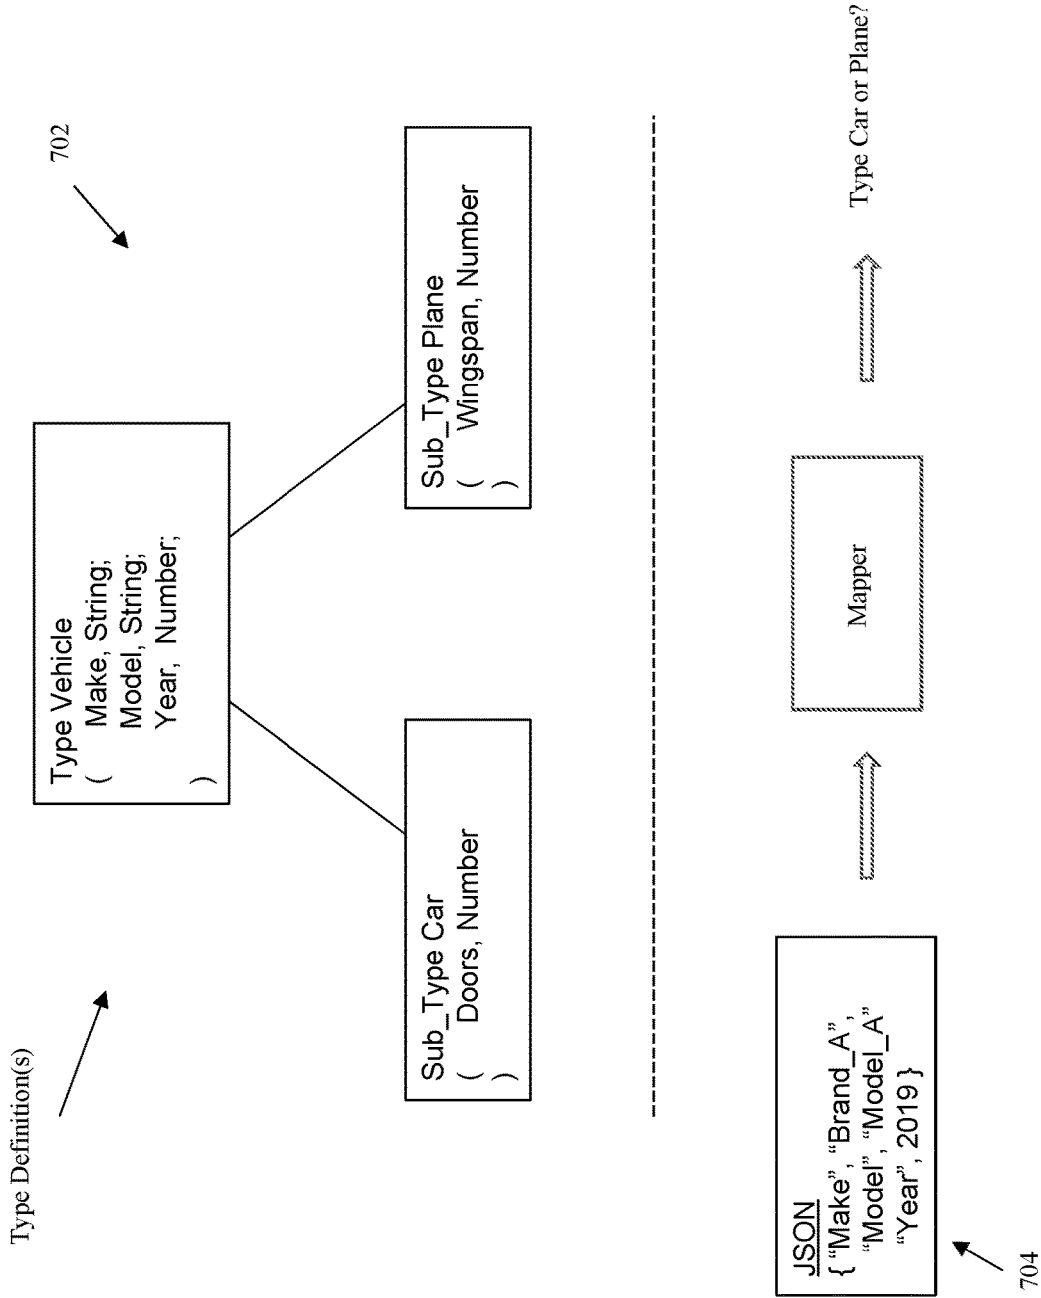 Type Definition(s)
702
Type Vehicle
( Make, String;
Model, String;
Year, Number;
)
Sub_Type Car
( Doors, Number
)
Sub_Type Plane
( Wingspan, Number
)
JSON
{ “Make”, “Brand_A”,
“Model”, “Model_A”
“Year”, 2019 }
704
Mapper
Type Car or Plane?